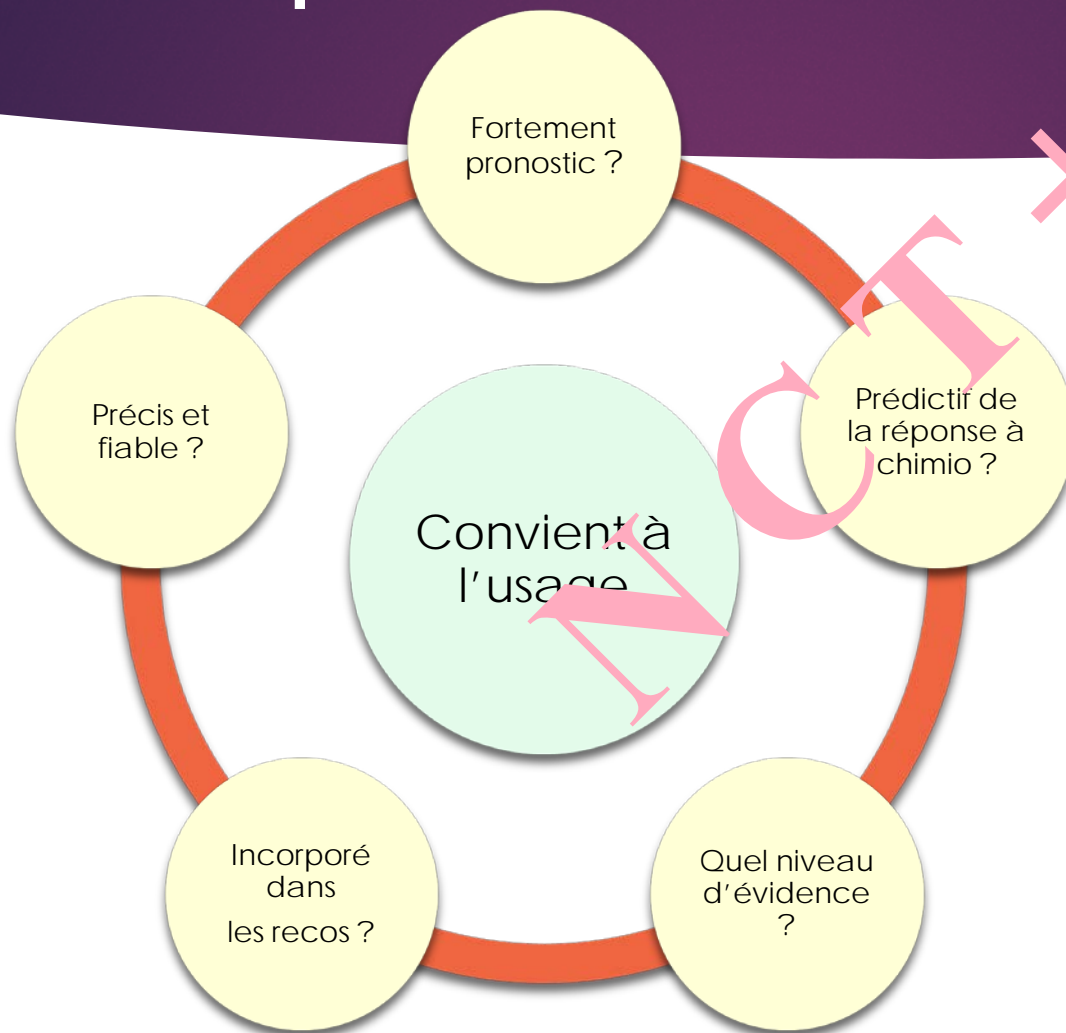 Fortement
pronostic ?
Prédictif de
la réponse à
chimio ?
Quel niveau
d'évidence
?
Incorporé
dans
les recos ?
Précis et
fiable ?
Convient à
l'usage
N C T